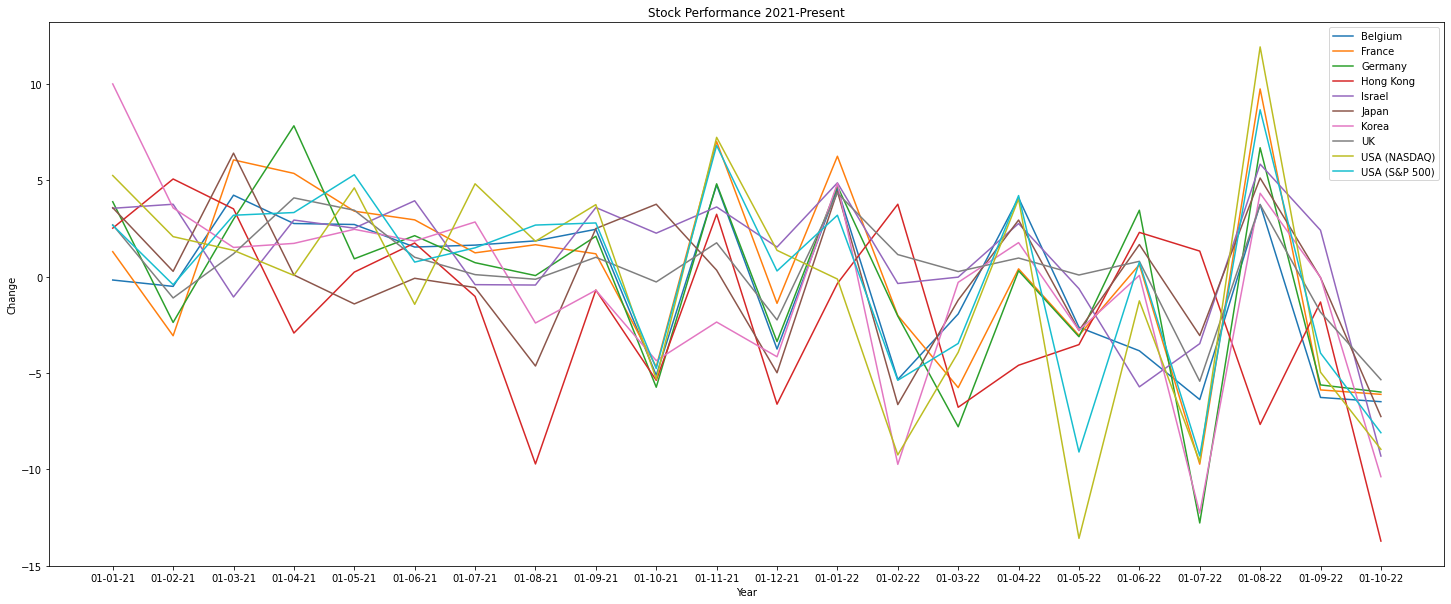 Stock Performance 2021-Present
Belgium
France
Germany
Hong Kong
Israel
Japan
Korea
UK
USA (NASDAQ)
USA (S&P 500)
Change
10
5
0
−5
−10
−15
01-01-21 01-02-21 01-03-21 01-04-21 01-05-21 01-06-21 01-07-21 01-08-21 01-09-21 01-10-21 01-11-21 01-12-21 01-01-22 01-02-22 01-03-22 01-04-22 01-05-22 01-06-22 01-07-22 01-08-22 01-09-22 01-10-22
Year